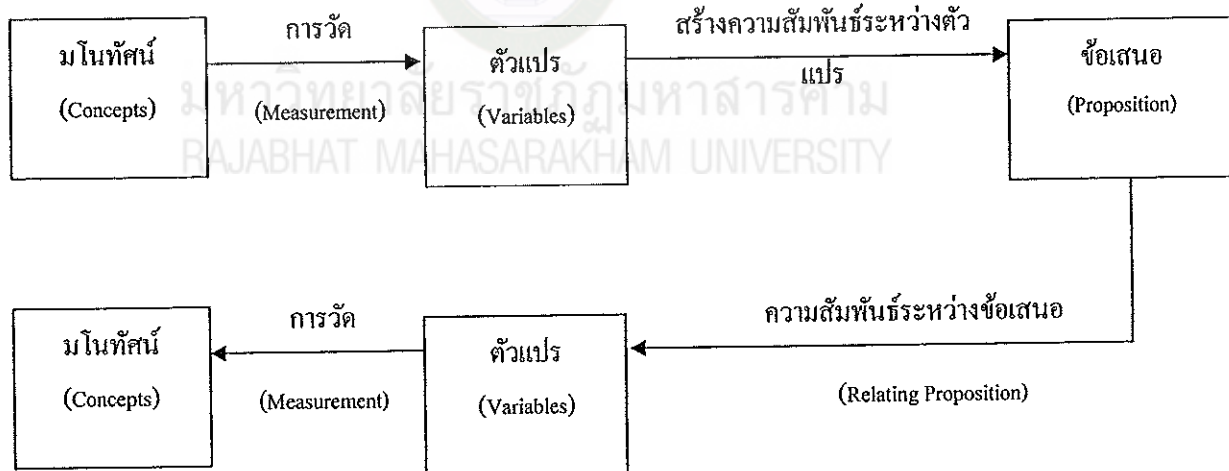 มโนทัศน์
(Concepts)
การวัด
(Measurement)
ตัวแปร
(Variables)
สร้างความสัมพันธ์ระหว่างตัว
แปร
ข้อเสนอ
(Proposition)
มหาวิทยาลัยราชภัฏมหาสารคาม
RAJABHAT MAHASARAKHAM UNIVERSITY
มโนทัศน์
(Concepts)
การวัด
(Measurement)
ตัวแปร
(Variables)
ความสัมพันธ์ระหว่างข้อเสนอ
(Relating Proposition)